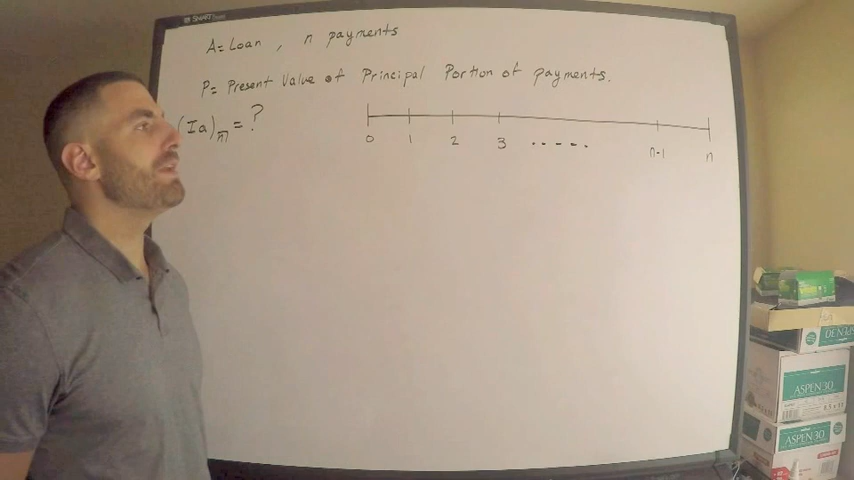 SMART
A = Loan , n payments
P = Present Value of Principal Portion of payments.
(Ia)n = ?
0 1 2 3 ..... n-1 n
ASPEN 30
ASPEN 30